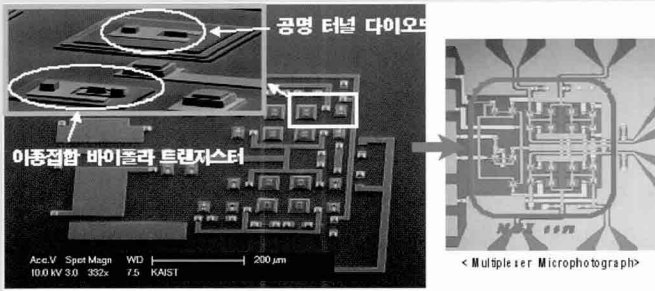 공명 터널 다이오드
이종접합 바이폴라 트랜지스터
Acc.V Spot Magn WD 200 μm
10.0 kV 3.0 332x 7.5 KAIST
< Multiplexer Microphotograph>